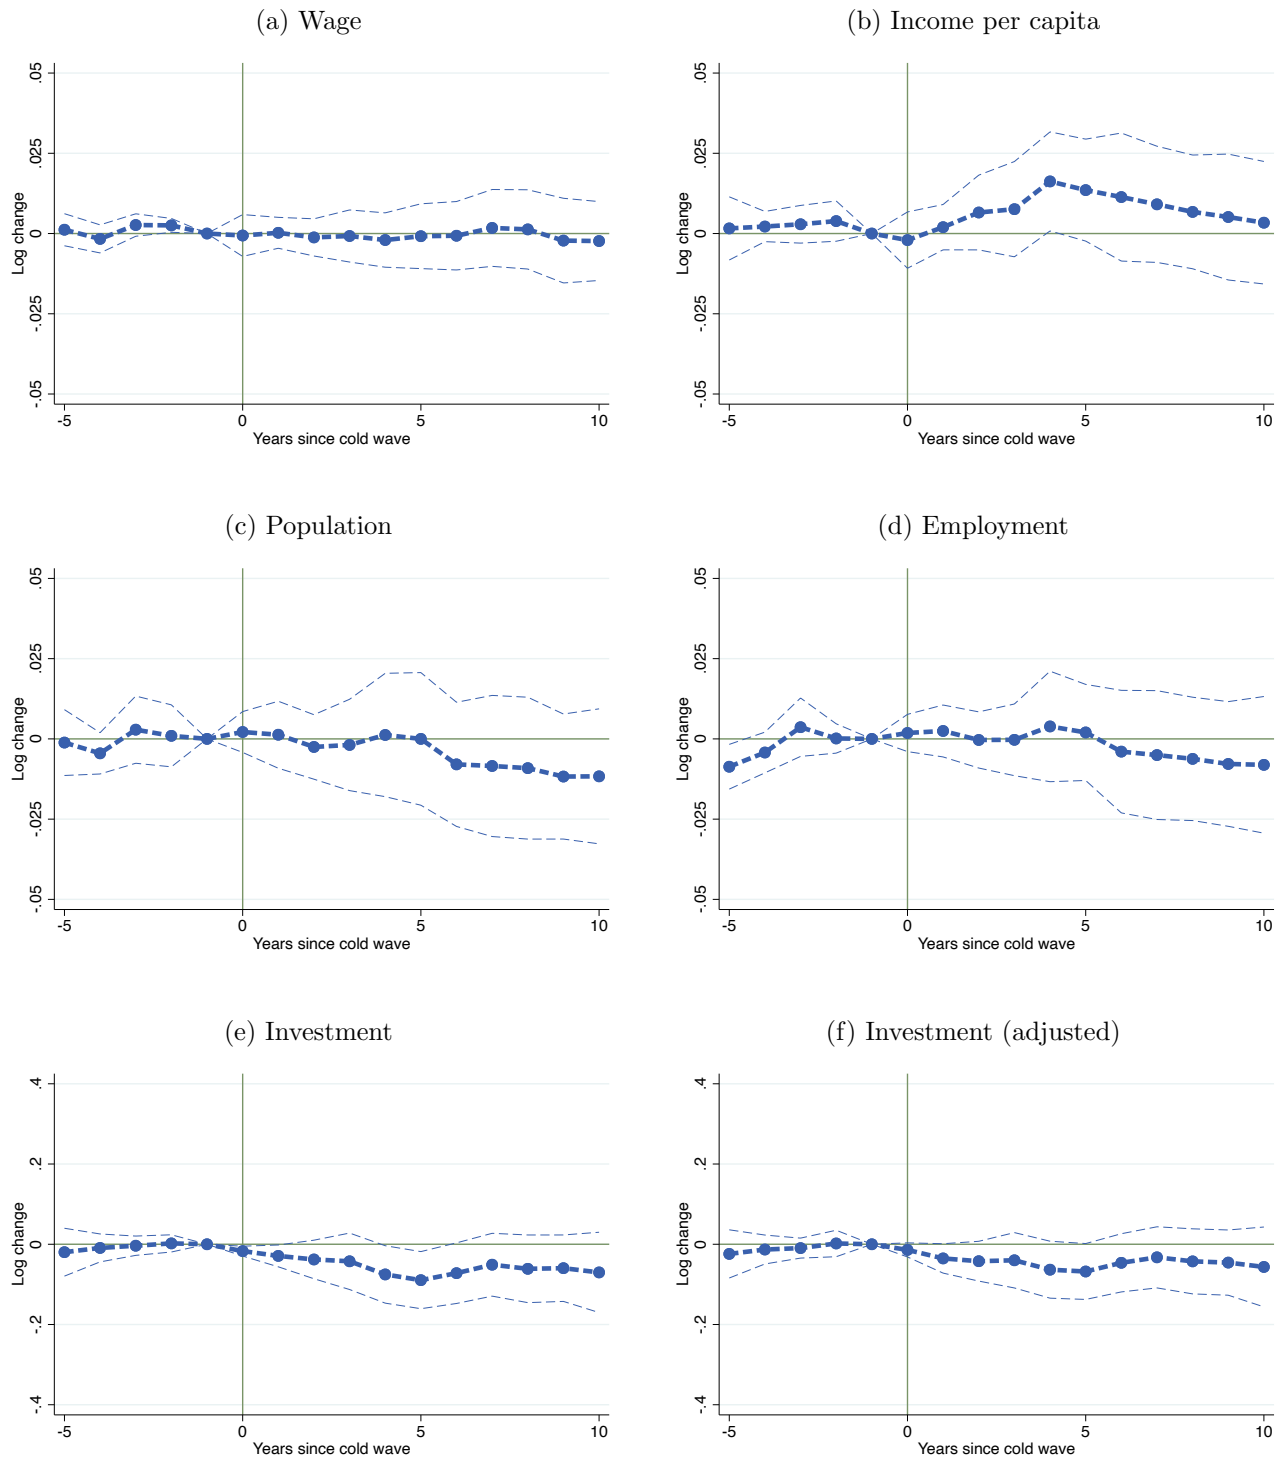 (a) Wage
.05
.025
0
-.025
-.05
Log change
-5 0 5 10
Years since cold wave
(b) Income per capita
.05
.025
0
-.025
-.05
Log change
-5 0 5 10
Years since cold wave
(c) Population
.05
.025
0
-.025
-.05
Log change
-5 0 5 10
Years since cold wave
(d) Employment
.05
.025
0
-.025
-.05
Log change
-5 0 5 10
Years since cold wave
(e) Investment
.4
.2
0
-.2
-.4
Log change
-5 0 5 10
Years since cold wave
(f) Investment (adjusted)
.4
.2
0
-.2
-.4
Log change
-5 0 5 10
Years since cold wave